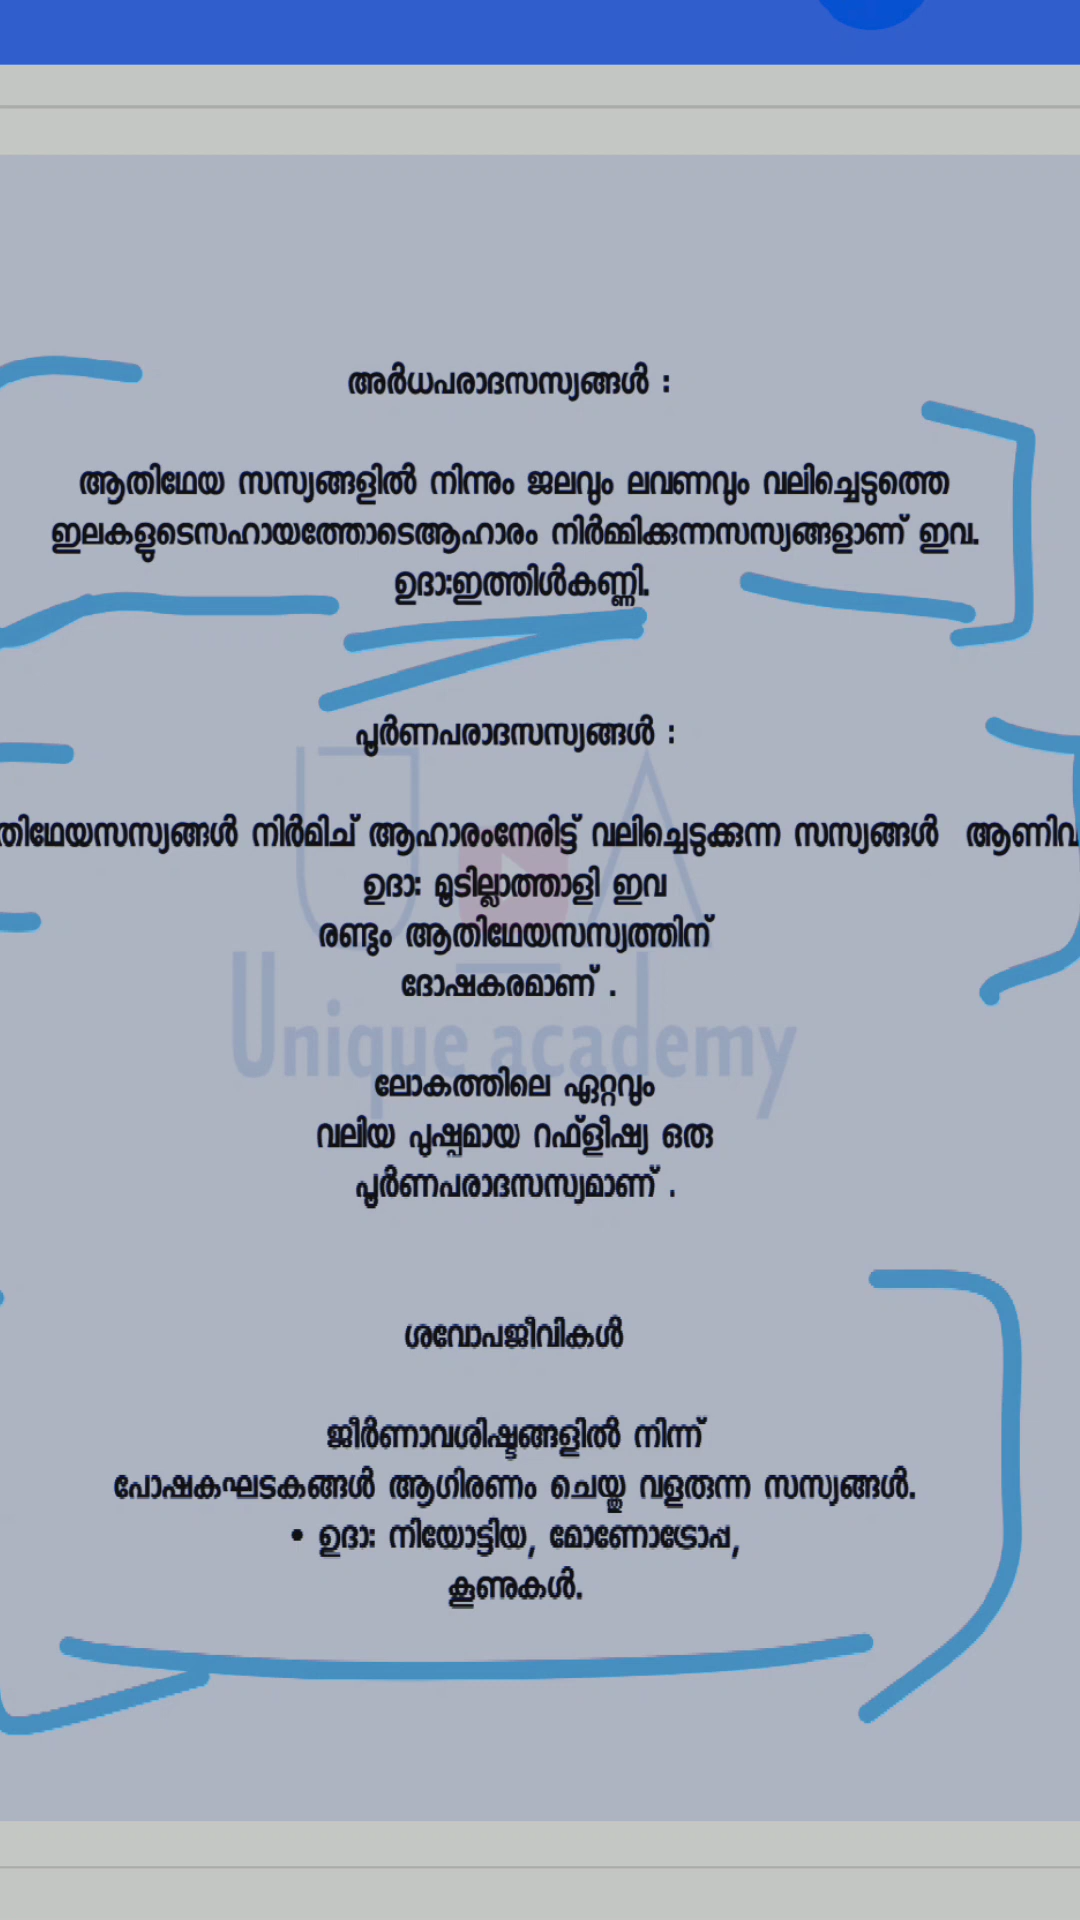 അർധപരാദസസ്യങ്ങൾ :
ആതിഥേയ സസ്യങ്ങളിൽ നിന്നും ജലവും ലവണവും വലിച്ചെടുത്തെ
ഇലകളുടെസഹായത്തോടെആഹാരം നിർമ്മിക്കുന്നസസ്യങ്ങളാണ് ഇവ.
ഉദാ:ഇത്തിൾകണ്ണി.
പൂർണപരാദസസ്യങ്ങൾ :
തിഥേയസസ്യങ്ങൾ നിർമിച് ആഹാരംനേരിട്ട് വലിച്ചെടുക്കുന്ന സസ്യങ്ങൾ ആണിവ
ഉദാ: മൂടില്ലാത്താളി ഇവ
രണ്ടും ആതിഥേയസസ്യത്തിന്
ദോഷകരമാണ് .
UA
Unique academy
ലോകത്തിലെ ഏറ്റവും
വലിയ പുഷ്പമായ റഫ്ളീഷ്യ ഒരു
പൂർണപരാദസസ്യമാണ് .
ശവോപജീവികൾ
ജീർണാവശിഷ്ടങ്ങളിൽ നിന്ന്
പോഷകഘടകങ്ങൾ ആഗിരണം ചെയ്തു വളരുന്ന സസ്യങ്ങൾ.
• ഉദാ: നിയോട്ടിയ, മോണോട്രോപ്പ,
കൂണുകൾ.